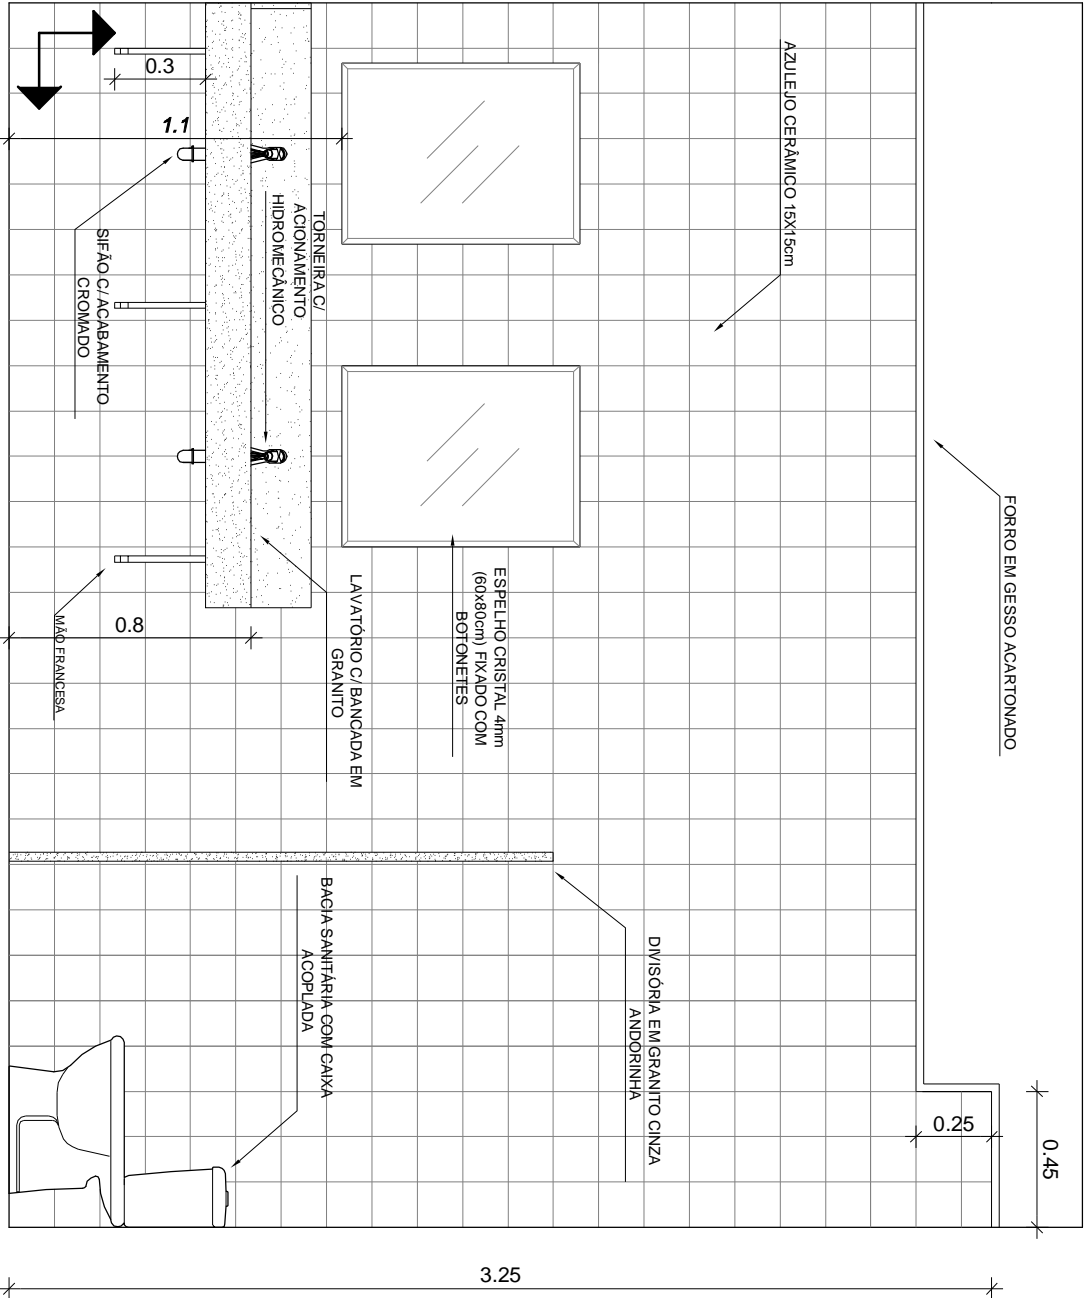 FORRO EM GESSO ACARTONADO
0.45
0.25
AZULEJO CERÂMICO 15X15cm
DIVISÓRIA EM GRANITO CINZA
ANDORINHA
ESPELHO CRISTAL 4mm
(60x80cm) FIXADO COM
BOTONETES
LAVATÓRIO C/ BANCADA EM
GRANITO
TORNEIRA C/
ACIONAMENTO
HIDROMECÂNICO
BACIA SANITÁRIA COM CAIXA
ACOPLADA
SIFÃO C/ ACABAMENTO
CROMADO
MÃO FRANCESA
0.3
1.1
0.8
3.25